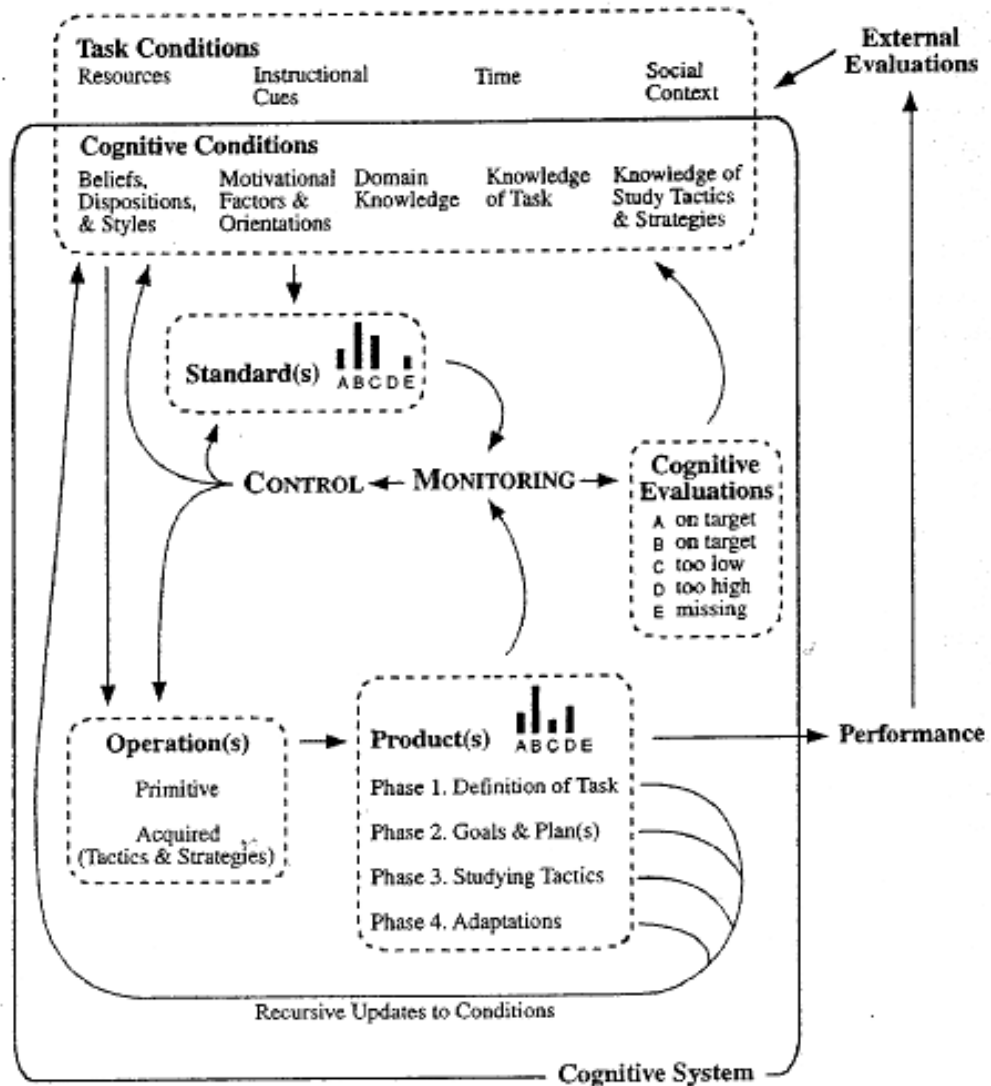 Task Conditions
External
Evaluations
Resources
Instructional
Cues
Time
Social
Context
Cognitive Conditions
Beliefs,
Dispositions,
& Styles
Motivational
Factors &
Orientations
Domain
Knowledge
Knowledge
of Task
Knowledge of
Study Tactics
& Strategies
Standard(s)
A B C D E
CONTROL
MONITORING
Cognitive
Evaluations
A on target
B on target
C too low
D too high
E missing
Operation(s)
Primitive
Acquired
(Tactics & Strategies)
Product(s)
A B C D E
Phase 1. Definition of Task
Phase 2. Goals & Plan(s)
Phase 3. Studying Tactics
Phase 4. Adaptations
Performance
Recursive Updates to Conditions
Cognitive System